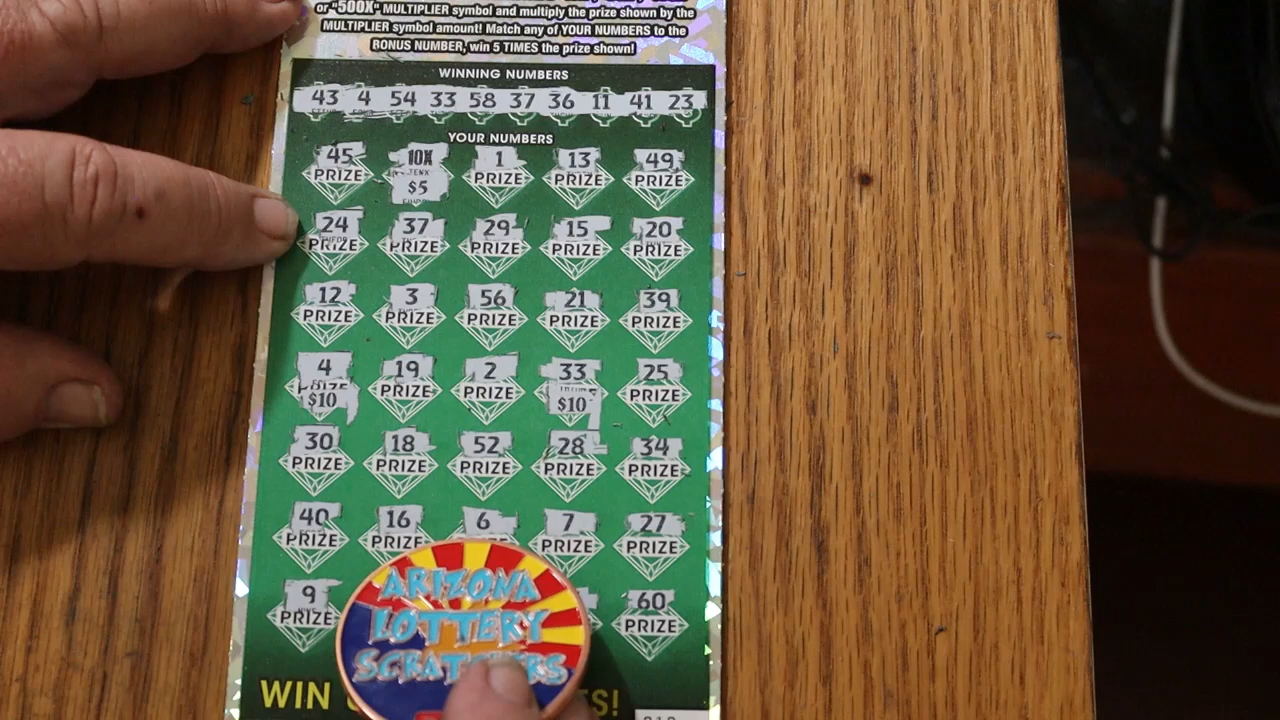 or "500X" MULTIPLIER symbol and multiply the prize shown by the
MULTIPLIER symbol amount! Match any of YOUR NUMBERS to the
BONUS NUMBER, win 5 TIMES the prize shown!
WINNING NUMBERS
43 4 54 33 58 37 36 11 41 23
YOUR NUMBERS
45 10X 1 13 49
PRIZE TENX PRIZE PRIZE PRIZE
$5
24 37 29 15 20
PRIZE PRIZE PRIZE PRIZE PRIZE
12 3 56 21 39
PRIZE PRIZE PRIZE PRIZE PRIZE
4 19 2 33 25
PRIZE PRIZE PRIZE PRIZE
$10 $10
30 18 52 28 34
PRIZE PRIZE PRIZE PRIZE PRIZE
40 16 6 7 27
PRIZE PRIZE PRIZE PRIZE
9 60
PRIZE PRIZE
ARIZONA
LOTTERY
SCRATCHERS
WIN